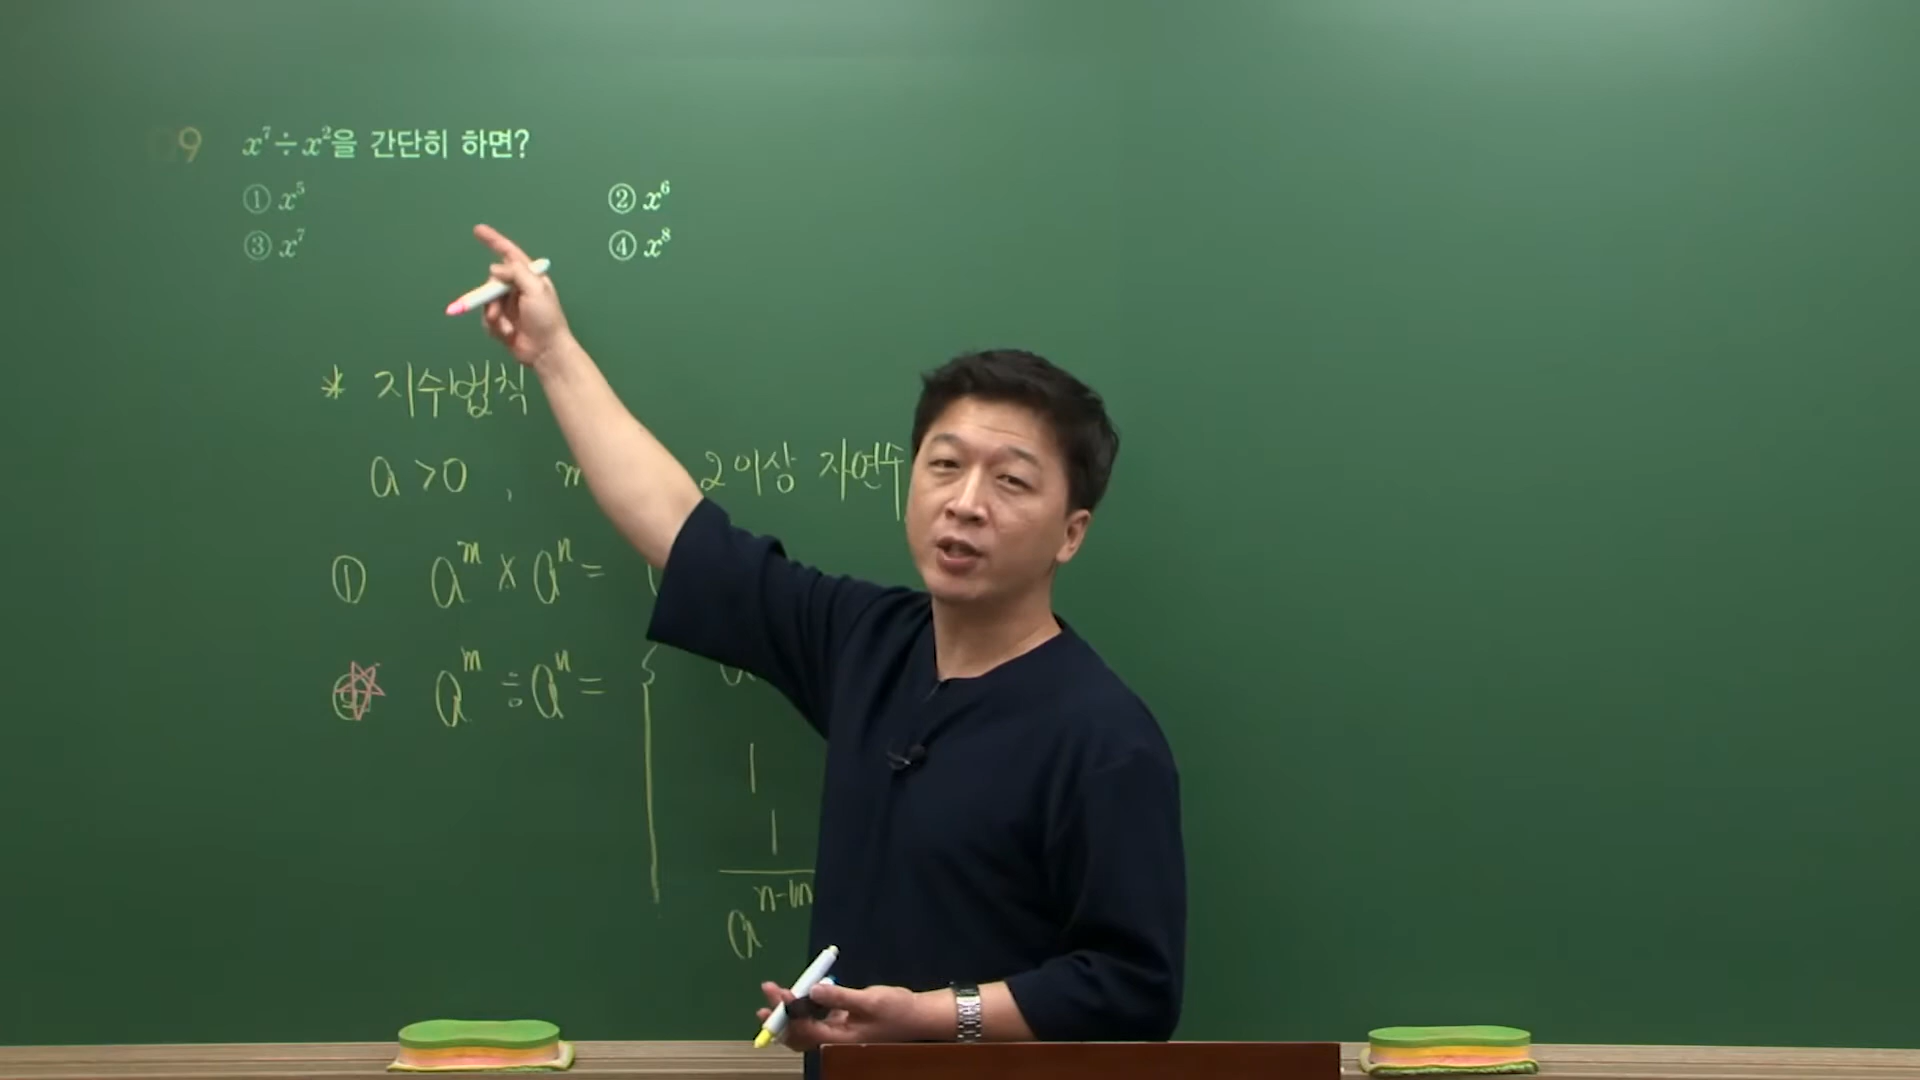 09 x⁷÷x²을 간단히 하면?
① x⁵ ② x⁶
③ x⁷ ④ x⁸
* 지수법칙
a>0 , m 2이상 자연수
① aᵐ × aⁿ =
② aᵐ ÷ aⁿ = { a
1
1
aⁿ⁻ᵐ